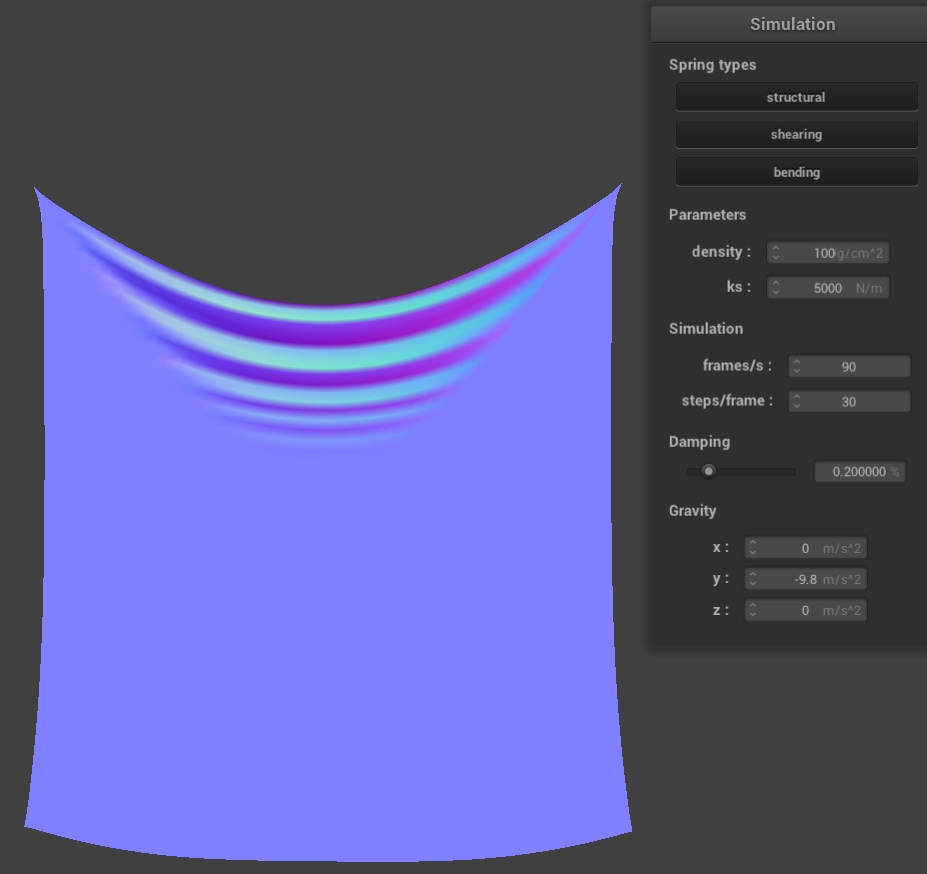 Simulation
Spring types
structural
shearing
bending
Parameters
density : 100 g/cm^2
ks : 5000 N/m
Simulation
frames/s : 90
steps/frame : 30
Damping
0.200000 %
Gravity
x : 0 m/s^2
y : -9.8 m/s^2
z : 0 m/s^2